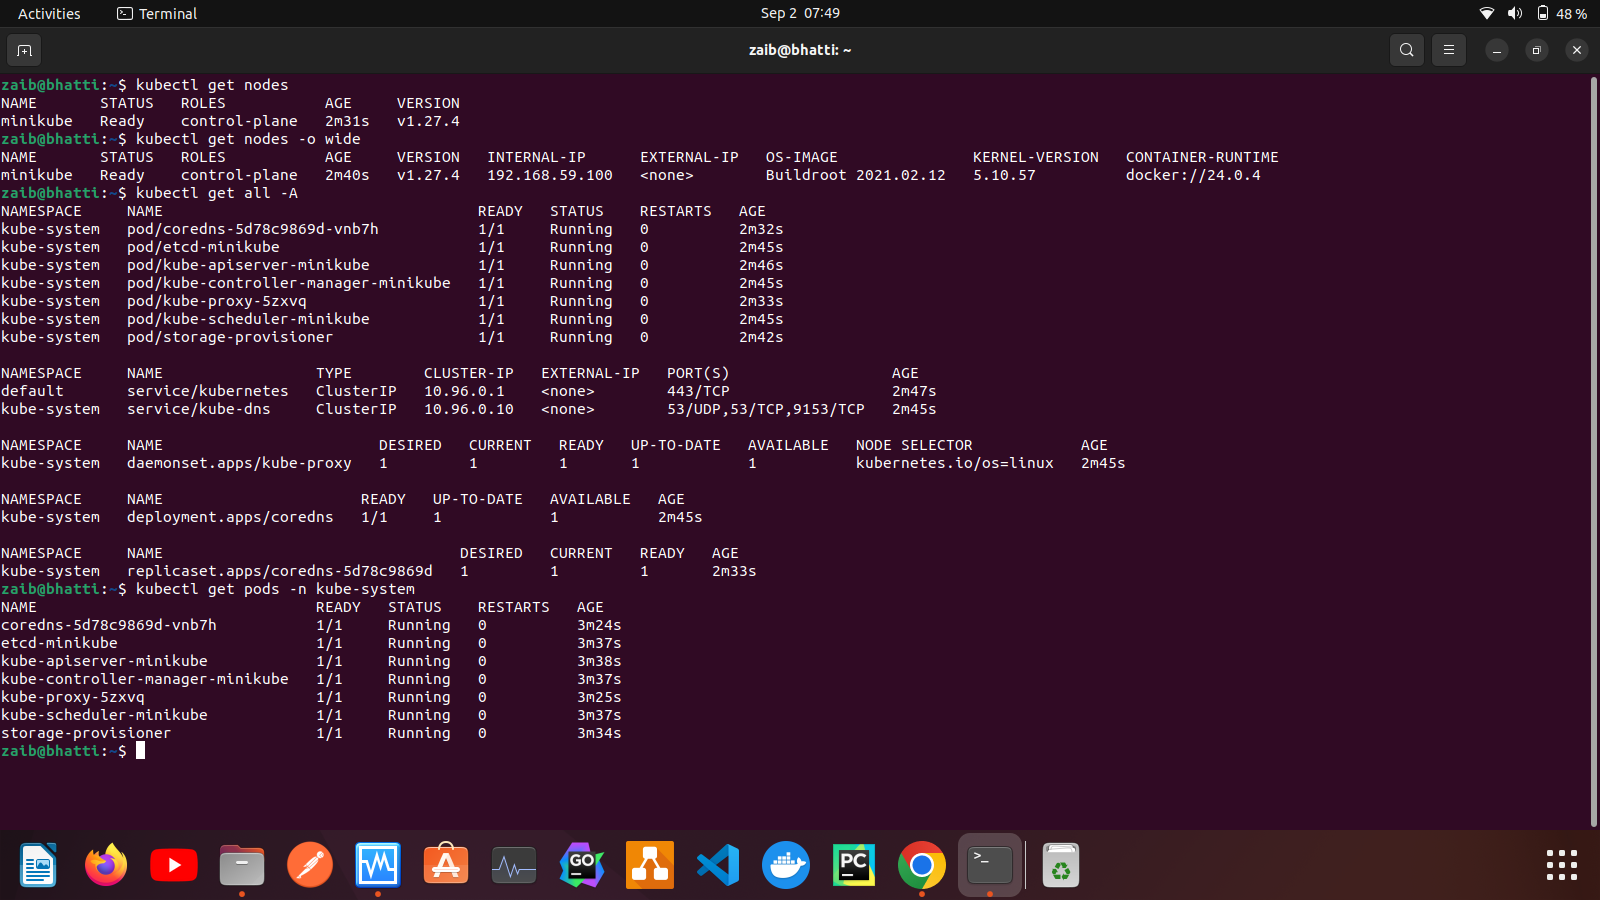 Activities Terminal Sep 2 07:49 48 %
zaib@bhatti: ~
zaib@bhatti:~$ kubectl get nodes
NAME       STATUS   ROLES           AGE     VERSION
minikube   Ready    control-plane   2m31s   v1.27.4
zaib@bhatti:~$ kubectl get nodes -o wide
NAME       STATUS   ROLES           AGE     VERSION   INTERNAL-IP      EXTERNAL-IP   OS-IMAGE               KERNEL-VERSION   CONTAINER-RUNTIME
minikube   Ready    control-plane   2m40s   v1.27.4   192.168.59.100   <none>        Buildroot 2021.02.12   5.10.57          docker://24.0.4
zaib@bhatti:~$ kubectl get all -A
NAMESPACE     NAME                                   READY   STATUS    RESTARTS   AGE
kube-system   pod/coredns-5d78c9869d-vnb7h           1/1     Running   0          2m32s
kube-system   pod/etcd-minikube                      1/1     Running   0          2m45s
kube-system   pod/kube-apiserver-minikube            1/1     Running   0          2m46s
kube-system   pod/kube-controller-manager-minikube   1/1     Running   0          2m45s
kube-system   pod/kube-proxy-5zxvq                   1/1     Running   0          2m33s
kube-system   pod/kube-scheduler-minikube            1/1     Running   0          2m45s
kube-system   pod/storage-provisioner                1/1     Running   0          2m42s
NAMESPACE     NAME                 TYPE        CLUSTER-IP   EXTERNAL-IP   PORT(S)                  AGE
default       service/kubernetes   ClusterIP   10.96.0.1    <none>        443/TCP                  2m47s
kube-system   service/kube-dns     ClusterIP   10.96.0.10   <none>        53/UDP,53/TCP,9153/TCP   2m45s
NAMESPACE     NAME                        DESIRED   CURRENT   READY   UP-TO-DATE   AVAILABLE   NODE SELECTOR            AGE
kube-system   daemonset.apps/kube-proxy   1         1         1       1            1           kubernetes.io/os=linux   2m45s
NAMESPACE     NAME                      READY   UP-TO-DATE   AVAILABLE   AGE
kube-system   deployment.apps/coredns   1/1     1            1           2m45s
NAMESPACE     NAME                                 DESIRED   CURRENT   READY   AGE
kube-system   replicaset.apps/coredns-5d78c9869d   1         1         1       2m33s
zaib@bhatti:~$ kubectl get pods -n kube-system
NAME                               READY   STATUS    RESTARTS   AGE
coredns-5d78c9869d-vnb7h           1/1     Running   0          3m24s
etcd-minikube                      1/1     Running   0          3m37s
kube-apiserver-minikube            1/1     Running   0          3m38s
kube-controller-manager-minikube   1/1     Running   0          3m37s
kube-proxy-5zxvq                   1/1     Running   0          3m25s
kube-scheduler-minikube            1/1     Running   0          3m37s
storage-provisioner                1/1     Running   0          3m34s
zaib@bhatti:~$
GO PC >_